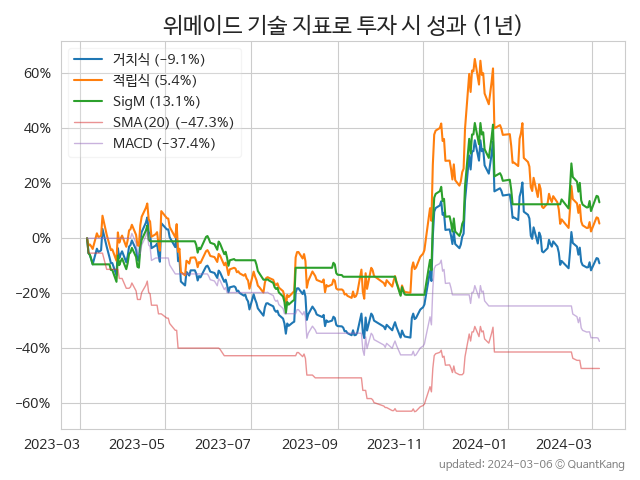 위메이드 기술 지표로 투자 시 성과 (1년)
거치식 (−9.1%)
적립식 (5.4%)
SigM (13.1%)
SMA(20) (−47.3%)
MACD (−37.4%)
60%
40%
20%
0%
−20%
−40%
−60%
2023-03 2023-05 2023-07 2023-09 2023-11 2024-01 2024-03
updated: 2024-03-06 ⓒ QuantKang